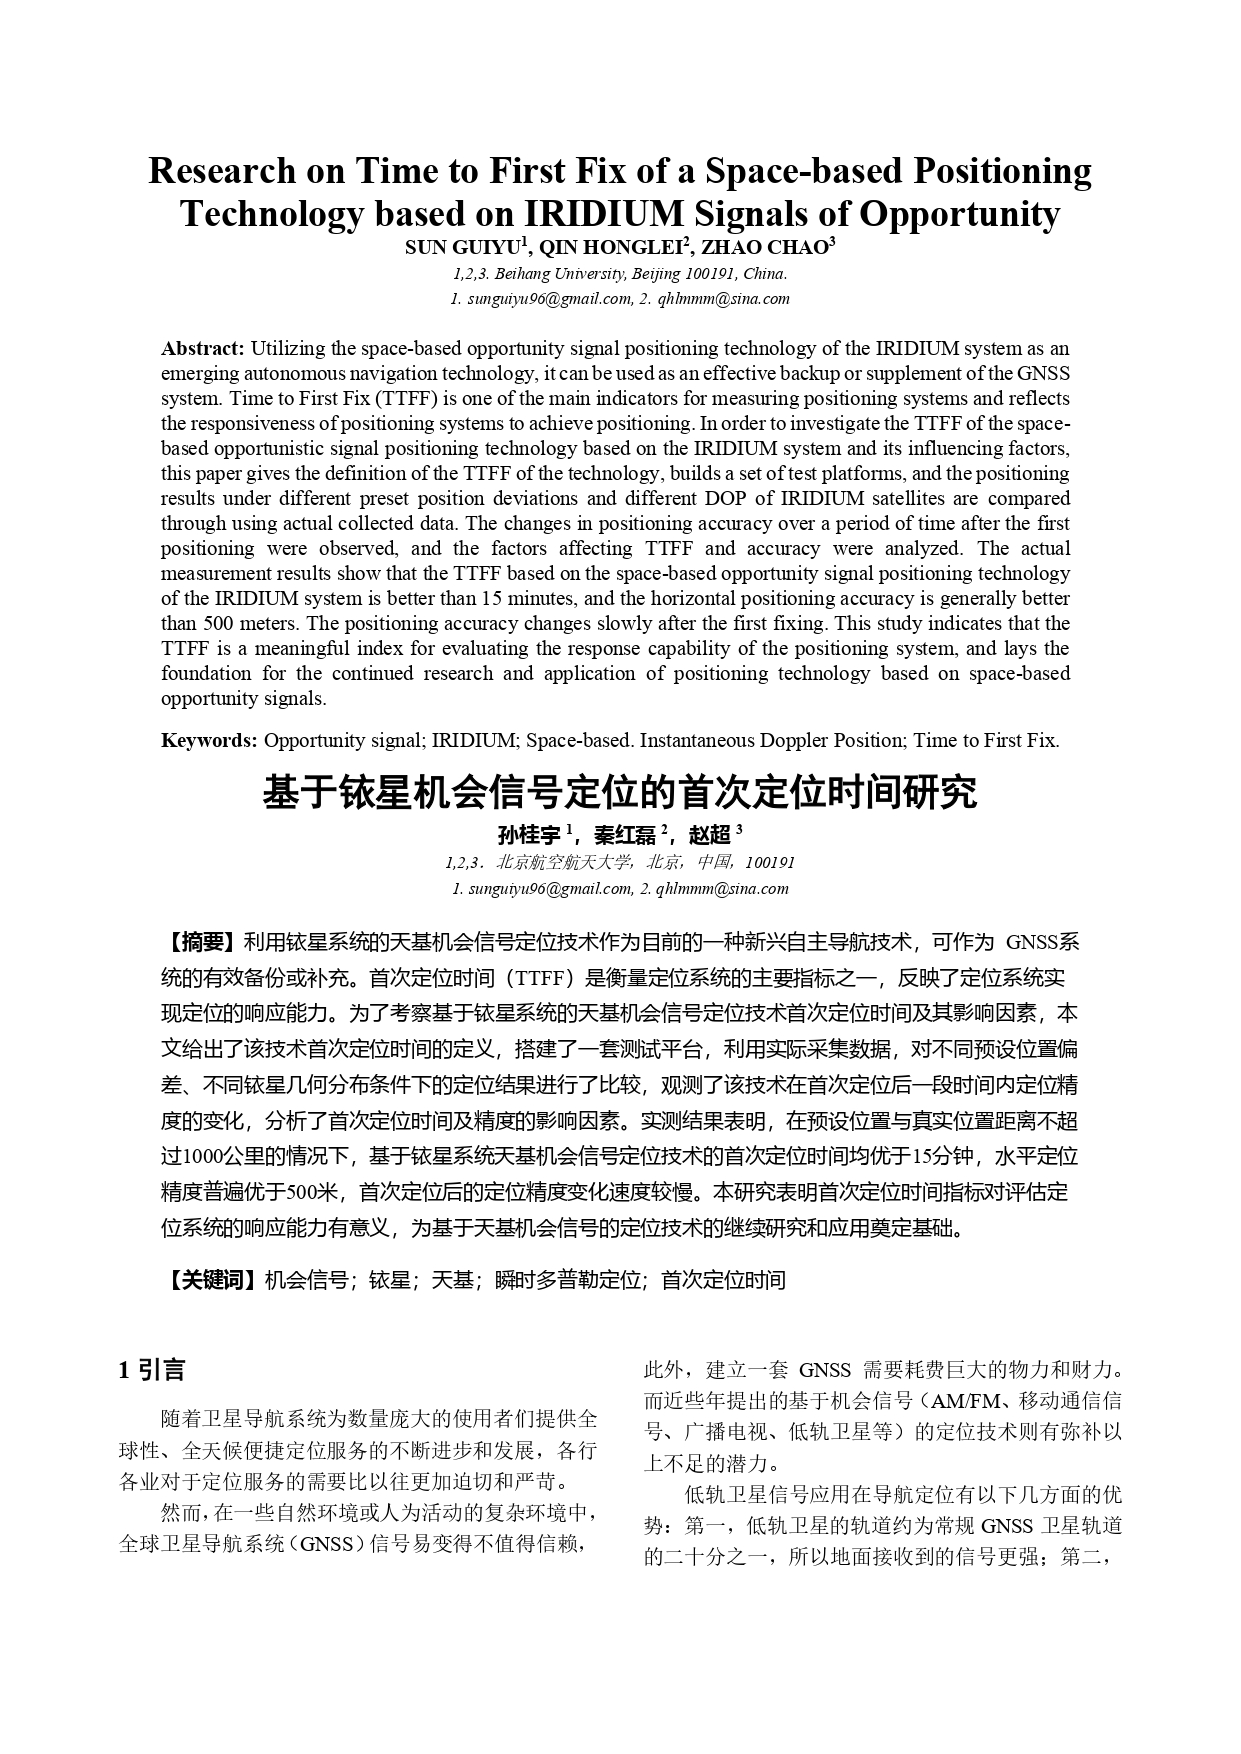 Research on Time to First Fix of a Space-based Positioning
Technology based on IRIDIUM Signals of Opportunity
SUN GUIYU1, QIN HONGLEI2, ZHAO CHAO3
1,2,3. Beihang University, Beijing 100191, China.
1. sunguiyu96@gmail.com, 2. qhlmmm@sina.com
Abstract: Utilizing the space-based opportunity signal positioning technology of the IRIDIUM system as an
emerging autonomous navigation technology, it can be used as an effective backup or supplement of the GNSS
system. Time to First Fix (TTFF) is one of the main indicators for measuring positioning systems and reflects
the responsiveness of positioning systems to achieve positioning. In order to investigate the TTFF of the space-
based opportunistic signal positioning technology based on the IRIDIUM system and its influencing factors,
this paper gives the definition of the TTFF of the technology, builds a set of test platforms, and the positioning
results under different preset position deviations and different DOP of IRIDIUM satellites are compared
through using actual collected data. The changes in positioning accuracy over a period of time after the first
positioning were observed, and the factors affecting TTFF and accuracy were analyzed. The actual
measurement results show that the TTFF based on the space-based opportunity signal positioning technology
of the IRIDIUM system is better than 15 minutes, and the horizontal positioning accuracy is generally better
than 500 meters. The positioning accuracy changes slowly after the first fixing. This study indicates that the
TTFF is a meaningful index for evaluating the response capability of the positioning system, and lays the
foundation for the continued research and application of positioning technology based on space-based
opportunity signals.
Keywords: Opportunity signal; IRIDIUM; Space-based. Instantaneous Doppler Position; Time to First Fix.
基于铱星机会信号定位的首次定位时间研究
孙桂宇 1，秦红磊 2，赵超 3
1,2,3．北京航空航天大学，北京，中国，100191
1. sunguiyu96@gmail.com, 2. qhlmmm@sina.com
【摘要】利用铱星系统的天基机会信号定位技术作为目前的一种新兴自主导航技术，可作为 GNSS系
统的有效备份或补充。首次定位时间（TTFF）是衡量定位系统的主要指标之一，反映了定位系统实
现定位的响应能力。为了考察基于铱星系统的天基机会信号定位技术首次定位时间及其影响因素，本
文给出了该技术首次定位时间的定义，搭建了一套测试平台，利用实际采集数据，对不同预设位置偏
差、不同铱星几何分布条件下的定位结果进行了比较，观测了该技术在首次定位后一段时间内定位精
度的变化，分析了首次定位时间及精度的影响因素。实测结果表明，在预设位置与真实位置距离不超
过1000公里的情况下，基于铱星系统天基机会信号定位技术的首次定位时间均优于15分钟，水平定位
精度普遍优于500米，首次定位后的定位精度变化速度较慢。本研究表明首次定位时间指标对评估定
位系统的响应能力有意义，为基于天基机会信号的定位技术的继续研究和应用奠定基础。
【关键词】机会信号；铱星；天基；瞬时多普勒定位；首次定位时间
1 引言
随着卫星导航系统为数量庞大的使用者们提供全
球性、全天候便捷定位服务的不断进步和发展，各行
各业对于定位服务的需要比以往更加迫切和严苛。
然而，在一些自然环境或人为活动的复杂环境中，
全球卫星导航系统（GNSS）信号易变得不值得信赖，
此外，建立一套 GNSS 需要耗费巨大的物力和财力。
而近些年提出的基于机会信号（AM/FM、移动通信信
号、广播电视、低轨卫星等）的定位技术则有弥补以
上不足的潜力。
低轨卫星信号应用在导航定位有以下几方面的优
势：第一，低轨卫星的轨道约为常规 GNSS 卫星轨道
的二十分之一，所以地面接收到的信号更强；第二，